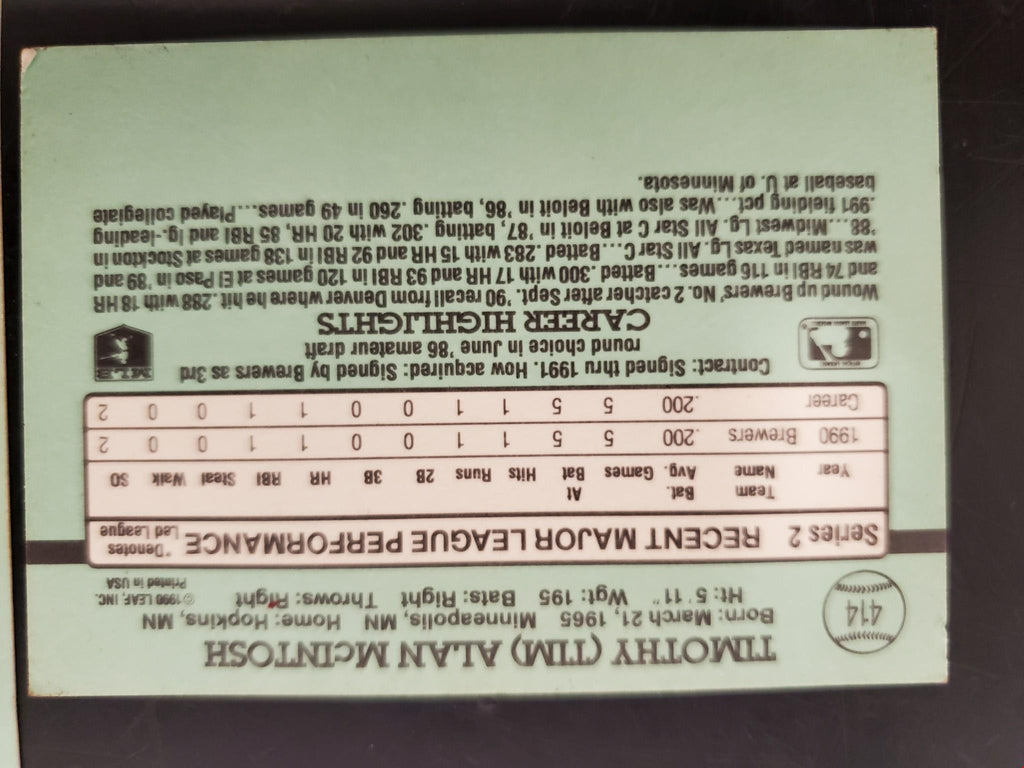 414
TIMOTHY (TIM) ALAN McINTOSH
Born: March 21, 1965 Minneapolis, MN Home: Hopkins, MN
Ht: 5' 11" Wgt: 195 Bats: Right Throws: Right
© 1990 LEAF, INC.
Printed in USA
Series 2 RECENT MAJOR LEAGUE PERFORMANCE
*Denotes
Led League
Team Bat. At
Year Name Avg. Games Bat Hits Runs 2B 3B HR RBI Steal Walk SO
1990 Brewers .200 5 5 1 1 0 0 1 1 0 0 2
Career .200 5 5 1 1 0 0 1 1 0 0 2
Contract: Signed thru 1991. How acquired: Signed by Brewers as 3rd
round choice in June '86 amateur draft
MLB
CAREER HIGHLIGHTS
Wound up Brewers' No. 2 catcher after Sept. '90 recall from Denver where he hit .288 with 18 HR
and 74 RBI in 116 games...Batted .300 with 17 HR and 93 RBI in 120 games at El Paso in '89 and
was named Texas Lg. All Star C...Batted .283 with 15 HR and 92 RBI in 138 games at Stockton in
'88...Midwest Lg. All Star C at Beloit in '87, batting .302 with 20 HR, 85 RBI and lg.-leading
.991 fielding pct...Was also with Beloit in '86, batting .260 in 49 games...Played collegiate
baseball at U. of Minnesota.